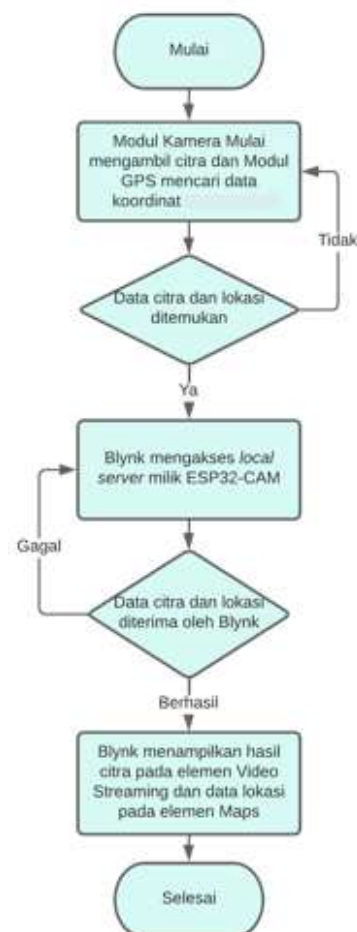 Mulai
Modul Kamera Mulai
mengambil citra dan Modul
GPS mencari data
koordinat
Tidak
Data citra dan lokasi
ditemukan
Ya
Blynk mengakses local
server milik ESP32-CAM
Gagal
Data citra dan lokasi
diterima oleh Blynk
Berhasil
Blynk menampilkan hasil
citra pada elemen Video
Streaming dan data lokasi
pada elemen Maps
Selesai